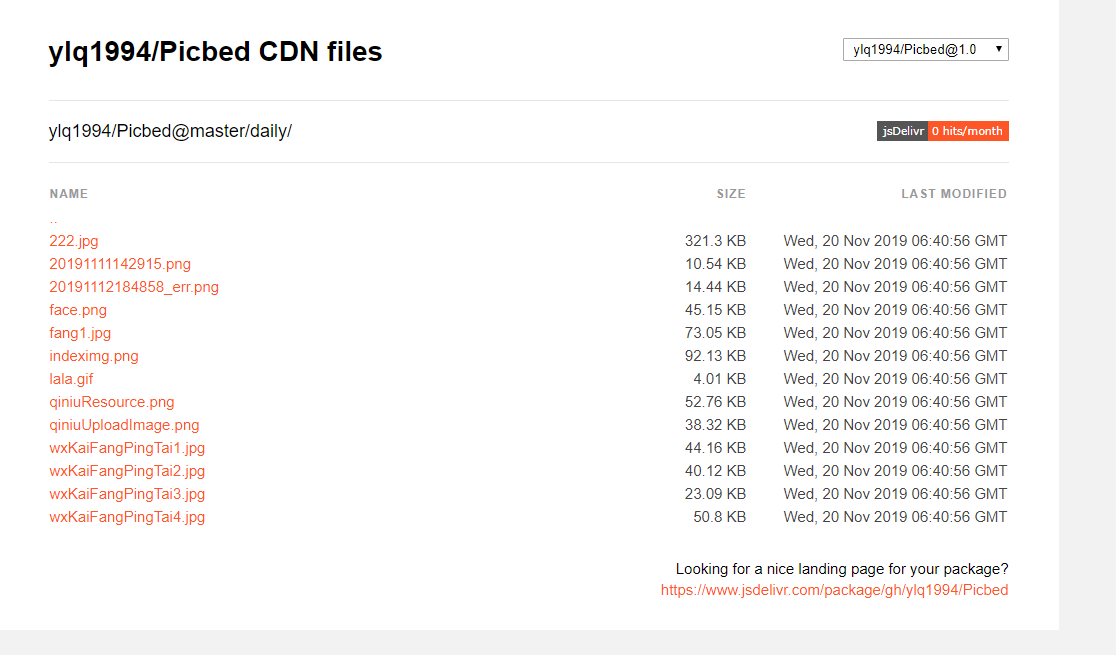 ylq1994/Picbed CDN files
ylq1994/Picbed@1.0
ylq1994/Picbed@master/daily/
jsDelivr 0 hits/month
NAME SIZE LAST MODIFIED
..
222.jpg 321.3 KB Wed, 20 Nov 2019 06:40:56 GMT
20191111142915.png 10.54 KB Wed, 20 Nov 2019 06:40:56 GMT
20191112184858_err.png 14.44 KB Wed, 20 Nov 2019 06:40:56 GMT
face.png 45.15 KB Wed, 20 Nov 2019 06:40:56 GMT
fang1.jpg 73.05 KB Wed, 20 Nov 2019 06:40:56 GMT
indeximg.png 92.13 KB Wed, 20 Nov 2019 06:40:56 GMT
lala.gif 4.01 KB Wed, 20 Nov 2019 06:40:56 GMT
qiniuResource.png 52.76 KB Wed, 20 Nov 2019 06:40:56 GMT
qiniuUploadImage.png 38.32 KB Wed, 20 Nov 2019 06:40:56 GMT
wxKaiFangPingTai1.jpg 44.16 KB Wed, 20 Nov 2019 06:40:56 GMT
wxKaiFangPingTai2.jpg 40.12 KB Wed, 20 Nov 2019 06:40:56 GMT
wxKaiFangPingTai3.jpg 23.09 KB Wed, 20 Nov 2019 06:40:56 GMT
wxKaiFangPingTai4.jpg 50.8 KB Wed, 20 Nov 2019 06:40:56 GMT
Looking for a nice landing page for your package?
https://www.jsdelivr.com/package/gh/ylq1994/Picbed